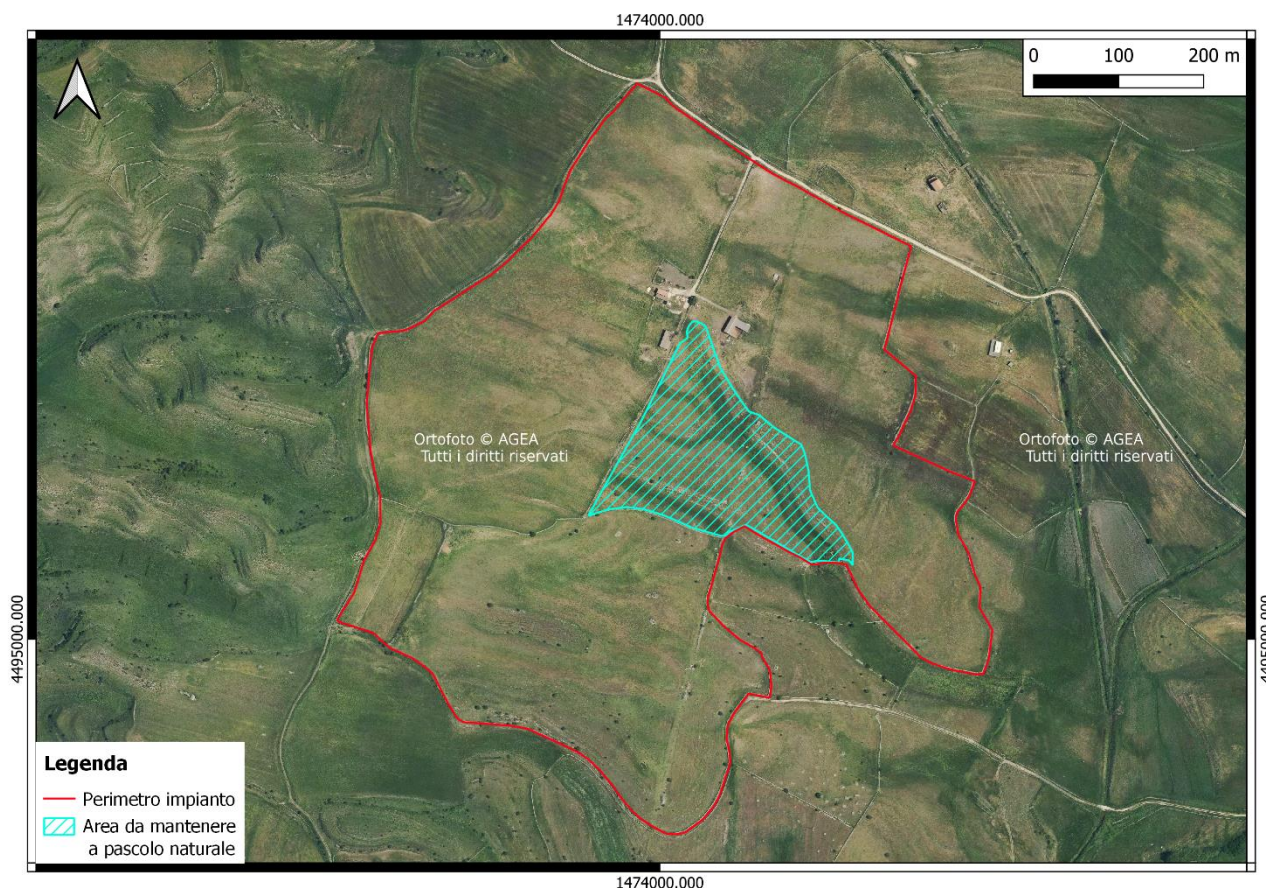 1474000.000
0 100 200 m
Ortofoto © AGEA
Tutti i diritti riservati
Ortofoto © AGEA
Tutti i diritti riservati
4495000.000
4495000.000
Legenda
Perimetro impianto
Area da mantenere
a pascolo naturale
1474000.000